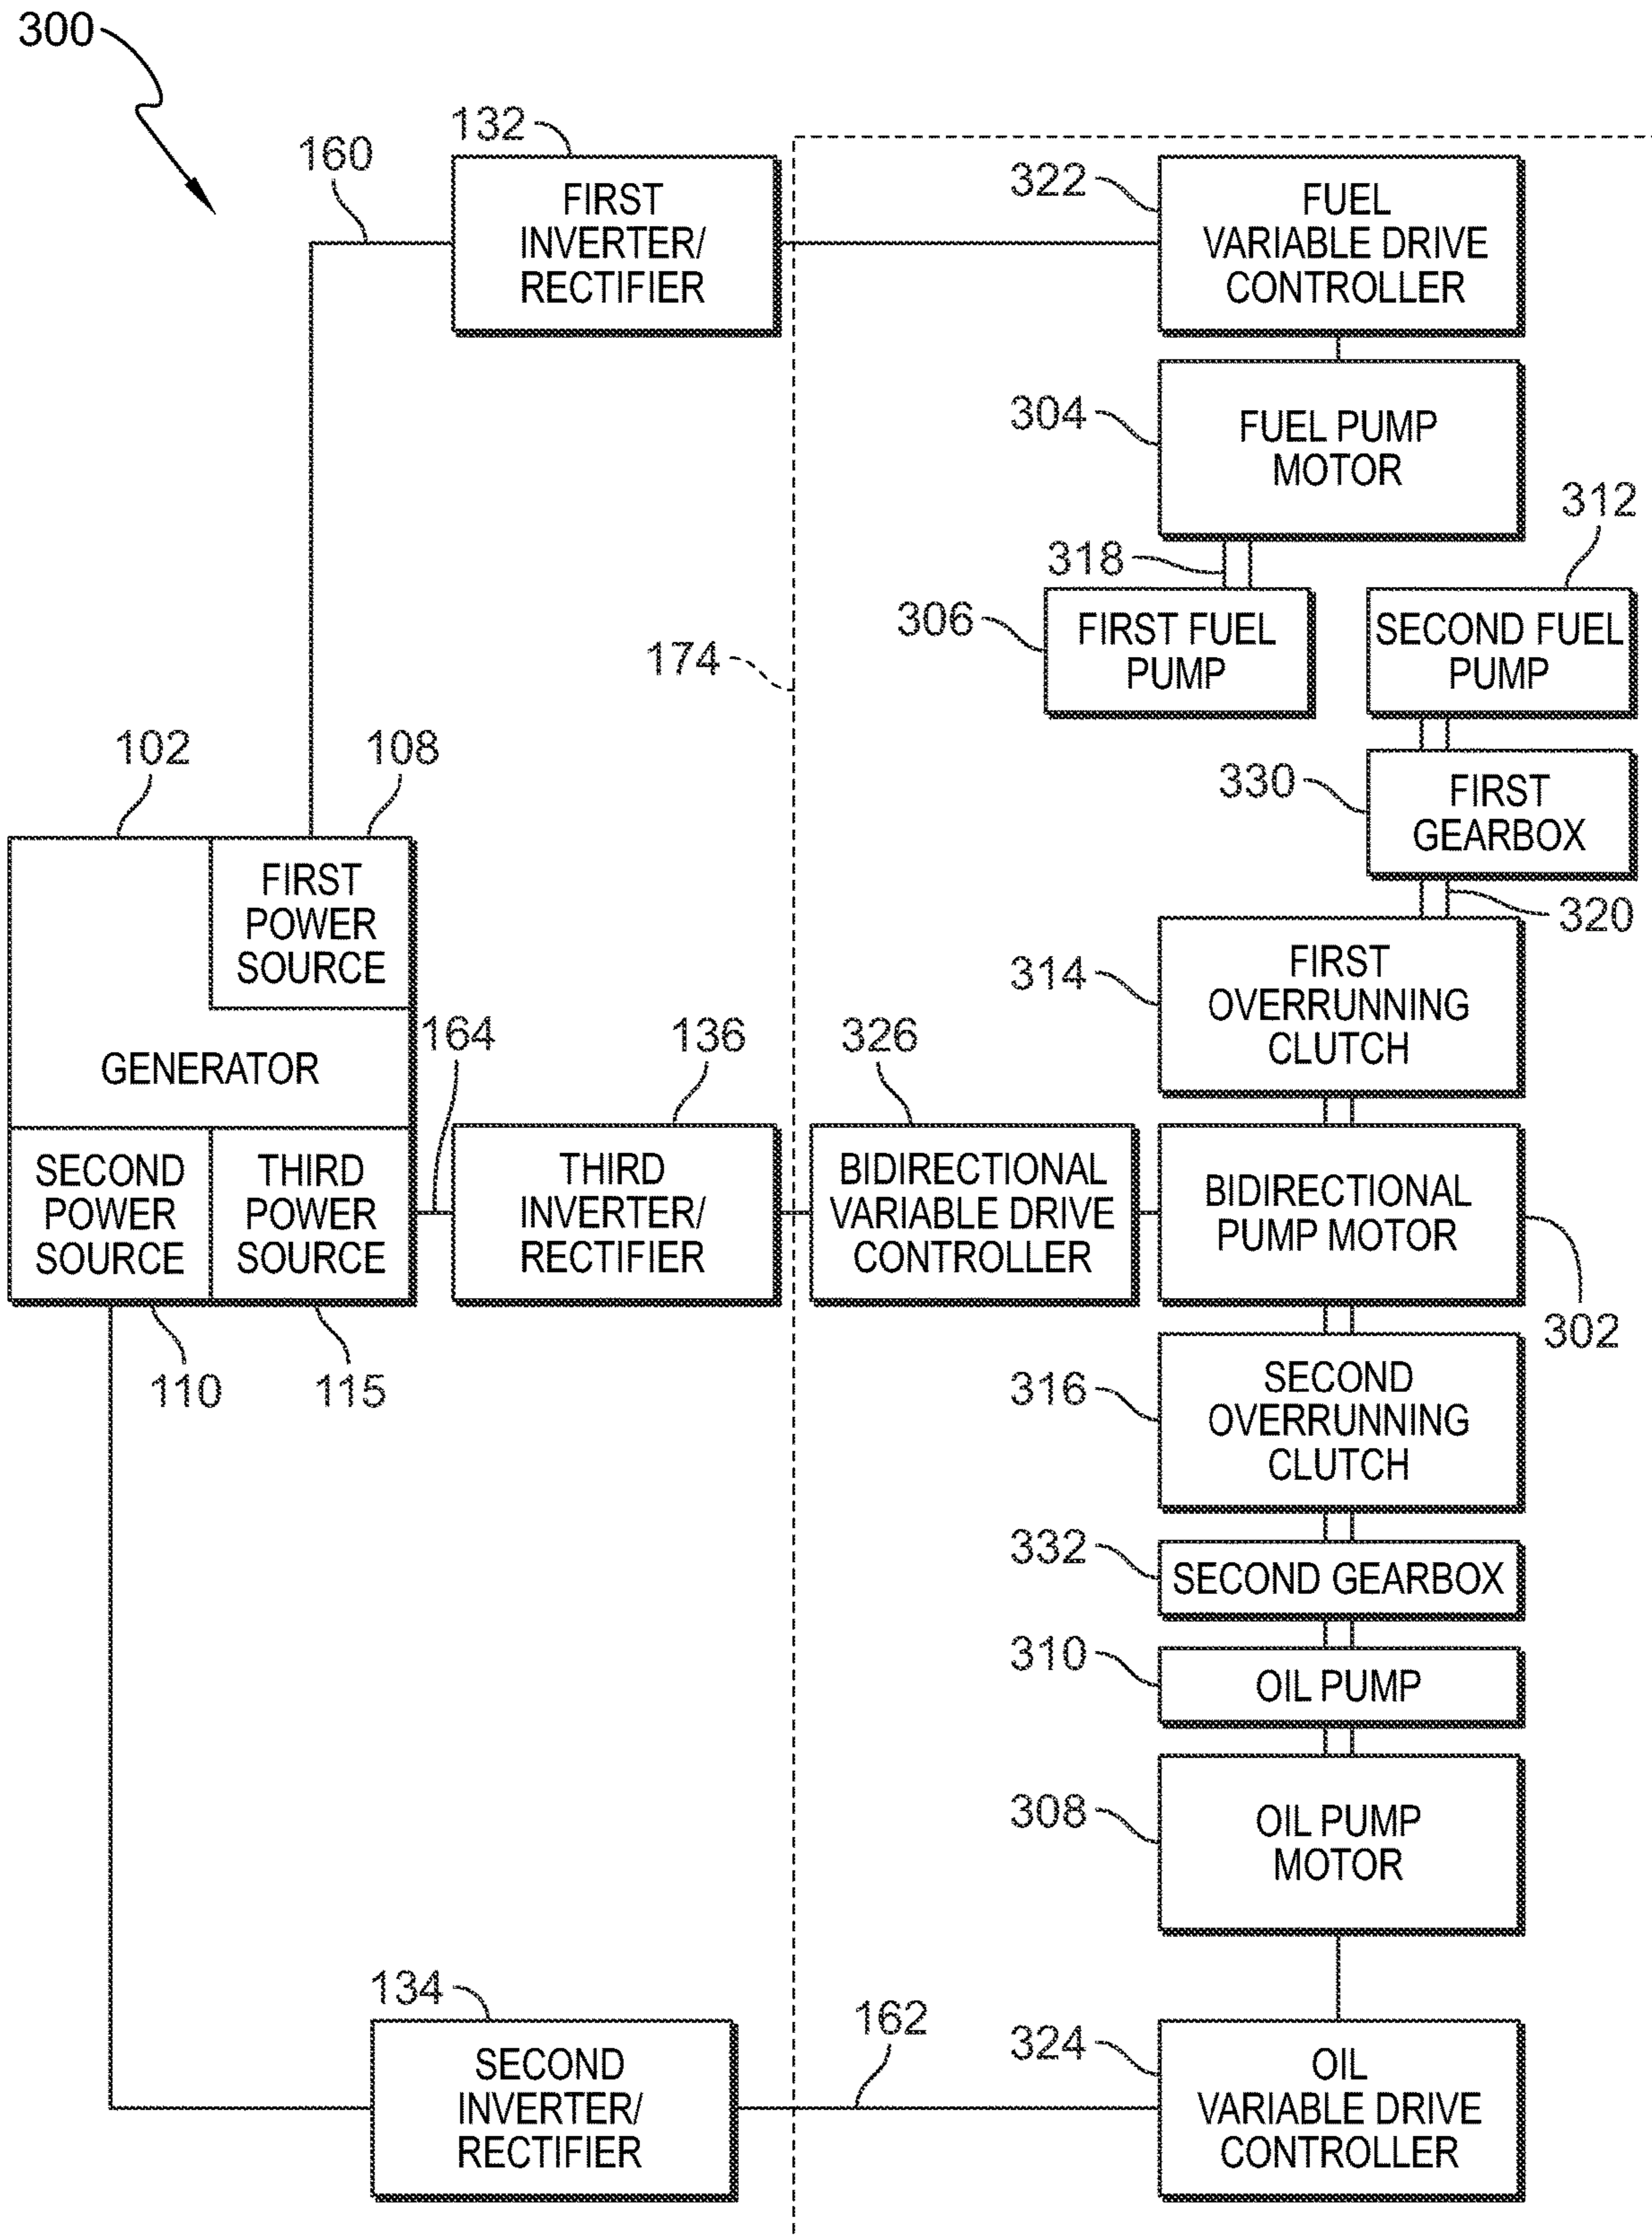 300
132
160
FIRST
INVERTER/
RECTIFIER
322
FUEL
VARIABLE DRIVE
CONTROLLER
304
FUEL PUMP
MOTOR
312
318
306
FIRST FUEL
PUMP
SECOND FUEL
PUMP
174
330
FIRST
GEARBOX
320
102
108
FIRST
POWER
SOURCE
GENERATOR
SECOND
POWER
SOURCE
THIRD
POWER
SOURCE
110
115
164
136
THIRD
INVERTER/
RECTIFIER
326
BIDIRECTIONAL
VARIABLE DRIVE
CONTROLLER
314
FIRST
OVERRUNNING
CLUTCH
BIDIRECTIONAL
PUMP MOTOR
302
316
SECOND
OVERRUNNING
CLUTCH
332
SECOND GEARBOX
310
OIL PUMP
308
OIL PUMP
MOTOR
134
SECOND
INVERTER/
RECTIFIER
162
324
OIL
VARIABLE DRIVE
CONTROLLER